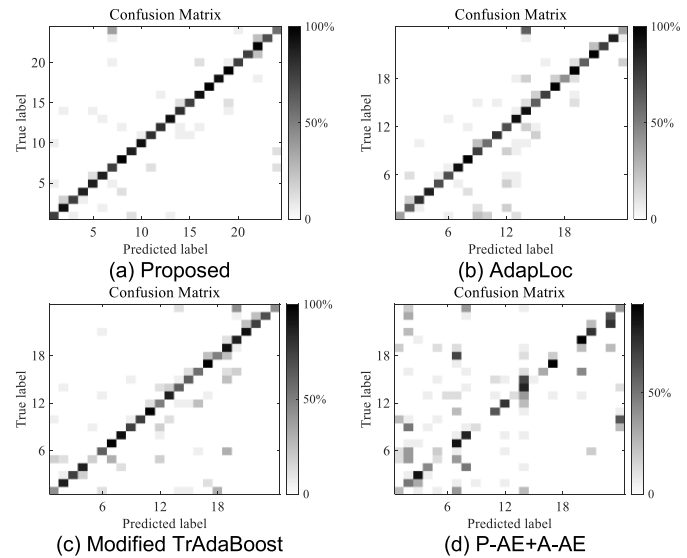 Confusion Matrix
100%
50%
0
20
15
10
5
True label
5
10
15
20
Predicted label
(a) Proposed
Confusion Matrix
100%
50%
0
18
12
6
True label
6
12
18
Predicted label
(b) AdapLoc
Confusion Matrix
100%
50%
0
18
12
6
True label
6
12
18
Predicted label
(c) Modified TrAdaBoost
Confusion Matrix
50%
0
18
12
6
True label
6
12
18
Predicted label
(d) P-AE+A-AE